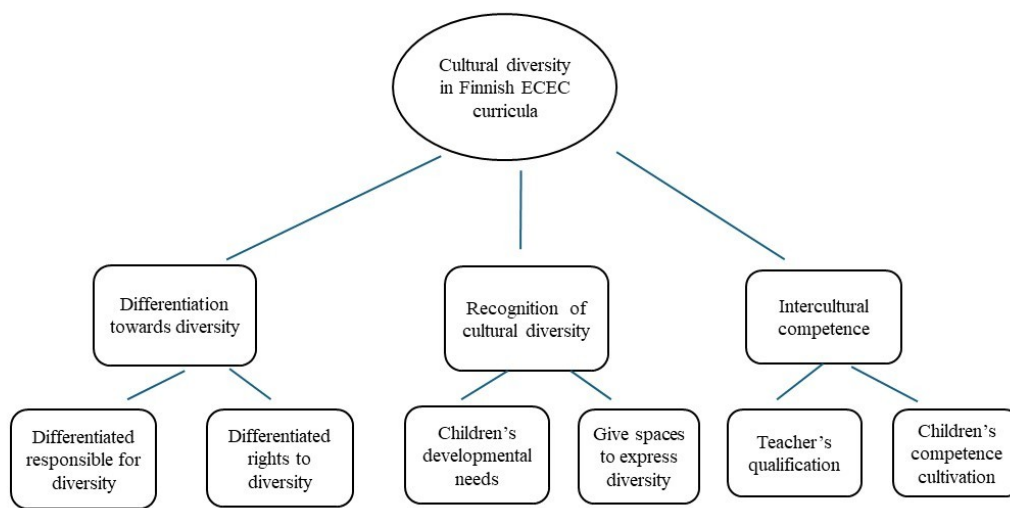 Cultural diversity
in Finnish ECEC
curricula
Differentiation
towards diversity
Recognition of
cultural diversity
Intercultural
competence
Differentiated
responsible for
diversity
Differentiated
rights to
diversity
Children's
developmental
needs
Give spaces
to express
diversity
Teacher's
qualification
Children's
competence
cultivation